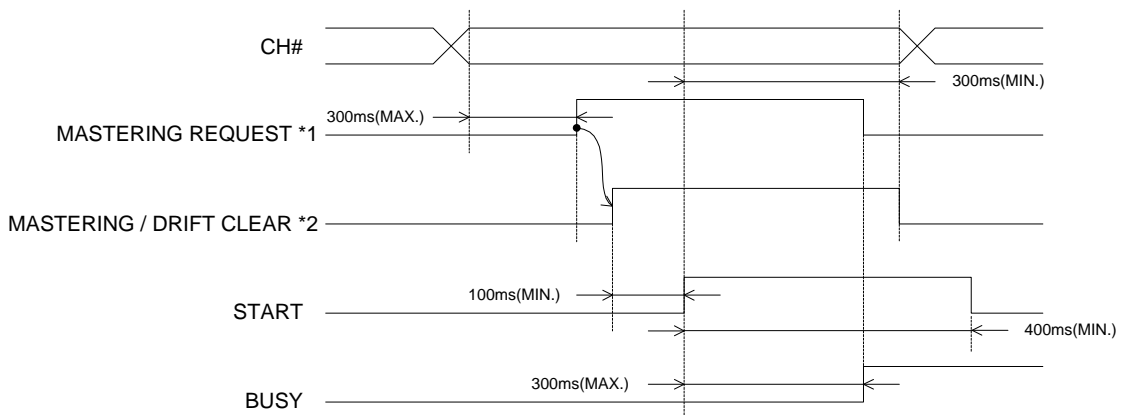 CH#
300ms(MIN.)
300ms(MAX.)
MASTERING REQUEST *1
MASTERING / DRIFT CLEAR *2
100ms(MIN.)
START
400ms(MIN.)
300ms(MAX.)
BUSY